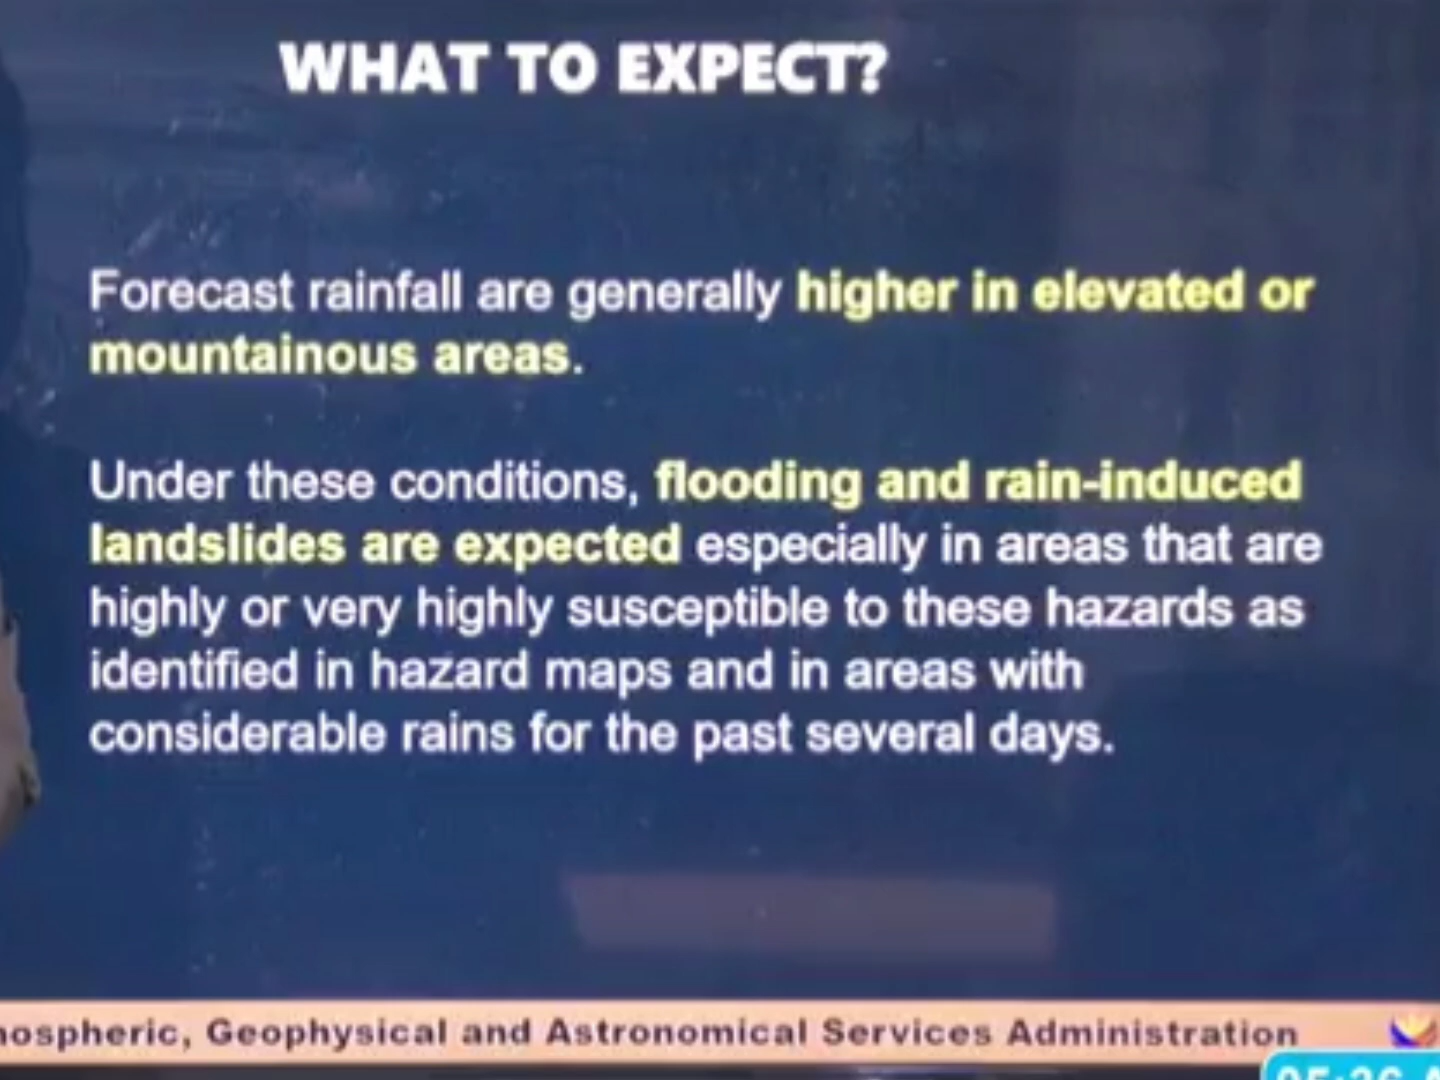 WHAT TO EXPECT?
Forecast rainfall are generally higher in elevated or
mountainous areas.
Under these conditions, flooding and rain-induced
landslides are expected especially in areas that are
highly or very highly susceptible to these hazards as
identified in hazard maps and in areas with
considerable rains for the past several days.
Geophysical and Astronomical Services Administration